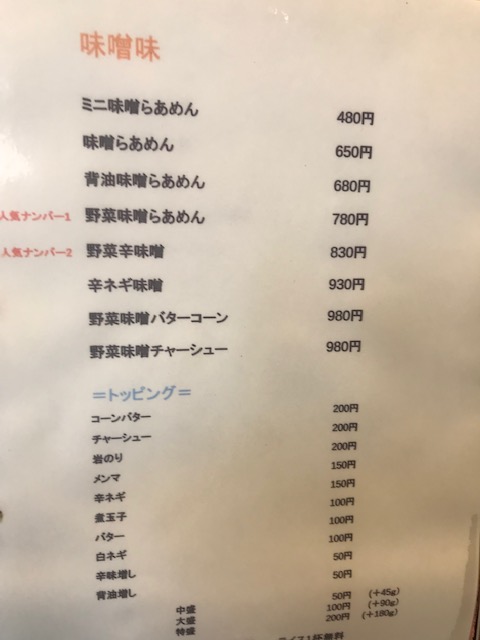 味噌味
ミニ味噌らあめん 480円
味噌らあめん 650円
背油味噌らあめん 680円
人気ナンバー1 野菜味噌らあめん 780円
人気ナンバー2 野菜辛味噌 830円
辛ネギ味噌 930円
野菜味噌バターコーン 980円
野菜味噌チャーシュー 980円
＝トッピング＝
コーンバター 200円
チャーシュー 200円
岩のり 200円
メンマ 150円
辛ネギ 150円
煮玉子 100円
バター 100円
白ネギ 100円
辛味増し 50円
背油増し 50円
中盛 50円 (＋45g)
大盛 100円 (＋90g)
特盛 200円 (＋180g)
ライス1杯無料